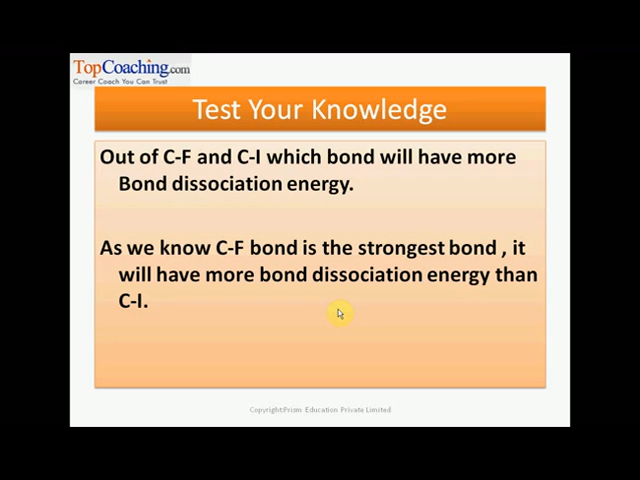 TopCoaching.com
Career Coach You Can Trust
Test Your Knowledge
Out of C-F and C-I which bond will have more
Bond dissociation energy.
As we know C-F bond is the strongest bond , it
will have more bond dissociation energy than
C-I.
Copyright:Prism Education Private Limited